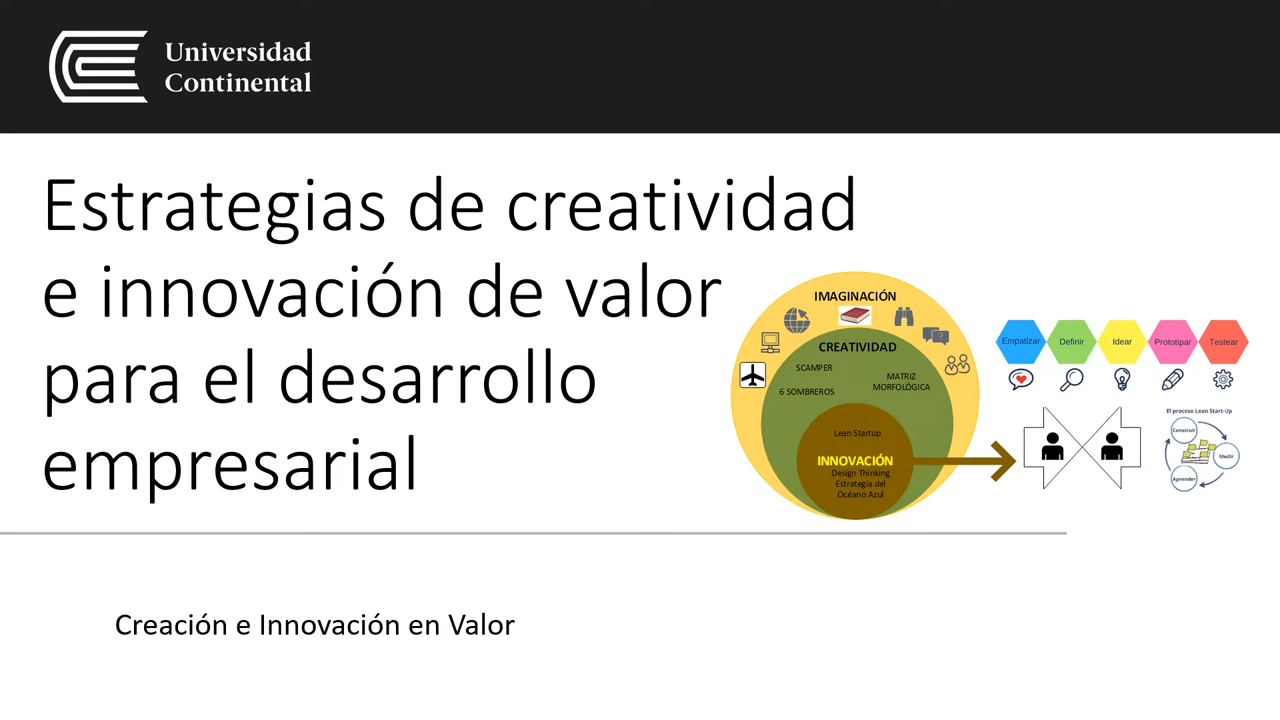 Universidad
Continental
Estrategias de creatividad
e innovación de valor
para el desarrollo
empresarial
IMAGINACIÓN
CREATIVIDAD
SCAMPER
MATRIZ
MORFOLÓGICA
6 SOMBREROS
Lean Startup
INNOVACIÓN
Design Thinking
Estrategia del
Océano Azul
Empatizar
Definir
Idear
Prototipar
Testear
El proceso Lean Start-Up
Construir
Medir
Aprender
Creación e Innovación en Valor